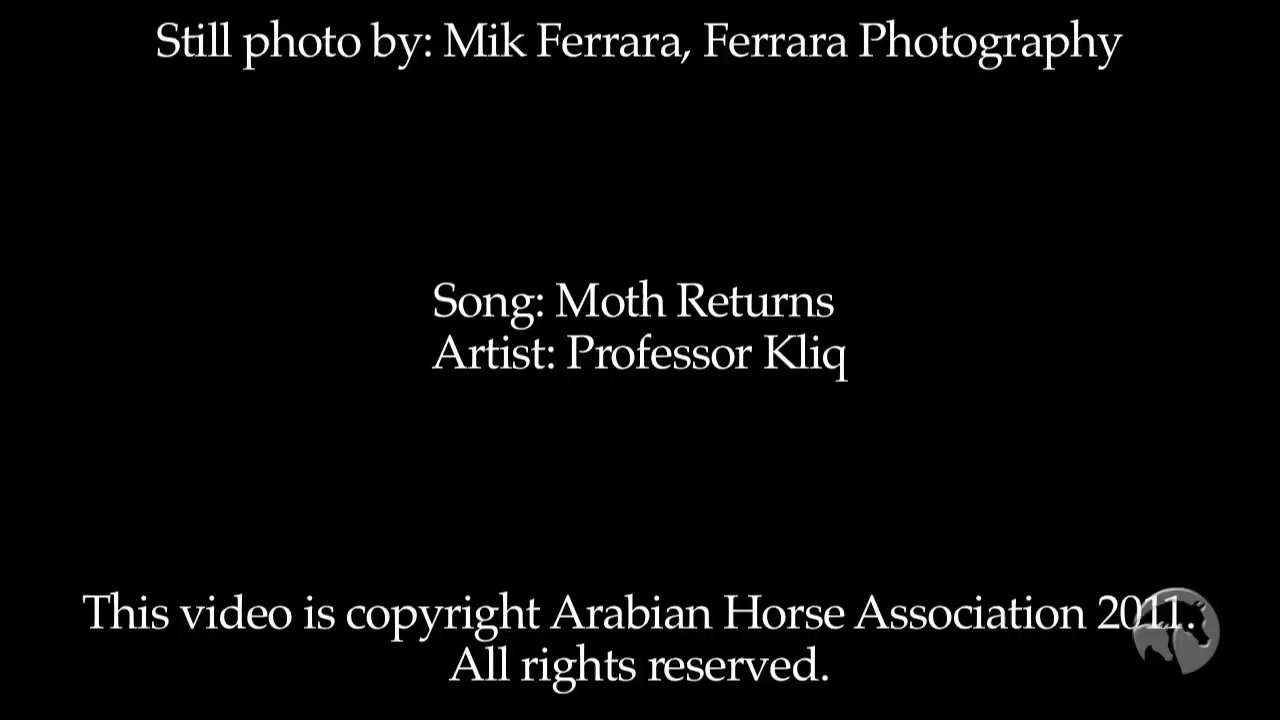 Still photo by: Mik Ferrara, Ferrara Photography
Song: Moth Returns
Artist: Professor Kliq
This video is copyright Arabian Horse Association 2011.
All rights reserved.